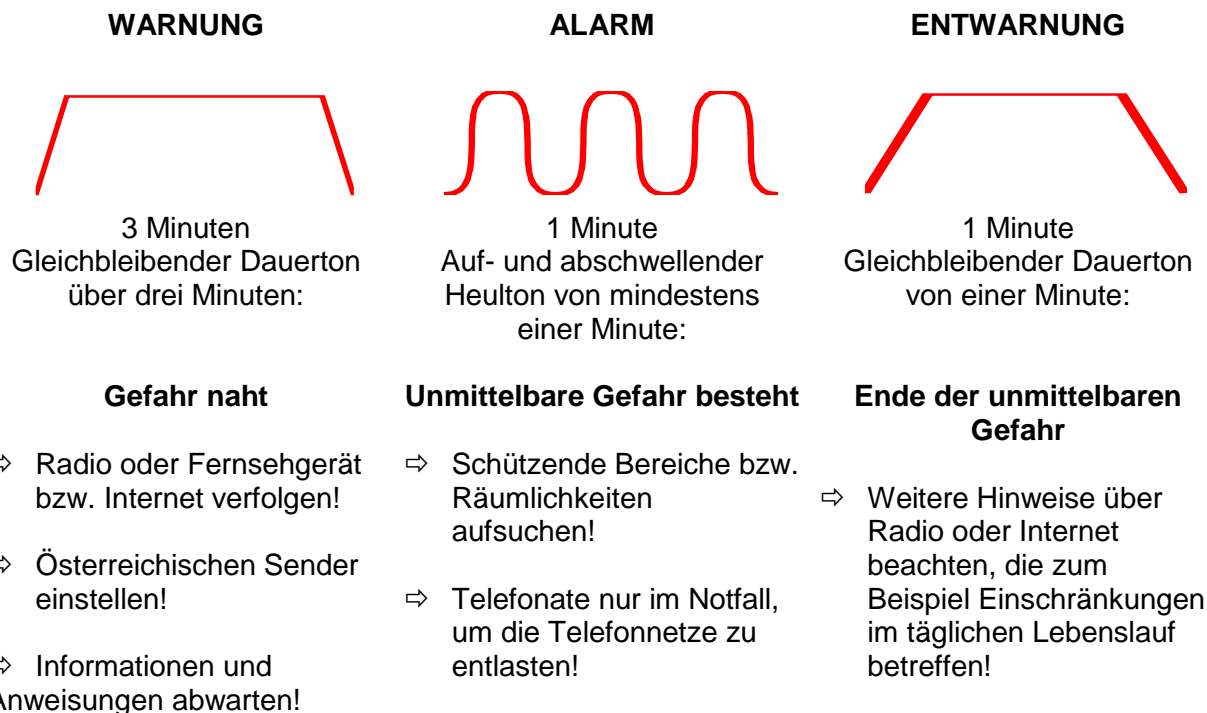 WARNUNG
3 Minuten
Gleichbleibender Dauerton
über drei Minuten:
Gefahr naht
⇨ Radio oder Fernsehgerät
bzw. Internet verfolgen!
⇨ Österreichischen Sender
einstellen!
⇨ Informationen und
Anweisungen abwarten!
ALARM
1 Minute
Auf- und abschwellender
Heulton von mindestens
einer Minute:
Unmittelbare Gefahr besteht
⇨ Schützende Bereiche bzw.
Räumlichkeiten
aufsuchen!
⇨ Telefonate nur im Notfall,
um die Telefonnetze zu
entlasten!
ENTWARNUNG
1 Minute
Gleichbleibender Dauerton
von einer Minute:
Ende der unmittelbaren
Gefahr
⇨ Weitere Hinweise über
Radio oder Internet
beachten, die zum
Beispiel Einschränkungen
im täglichen Lebenslauf
betreffen!